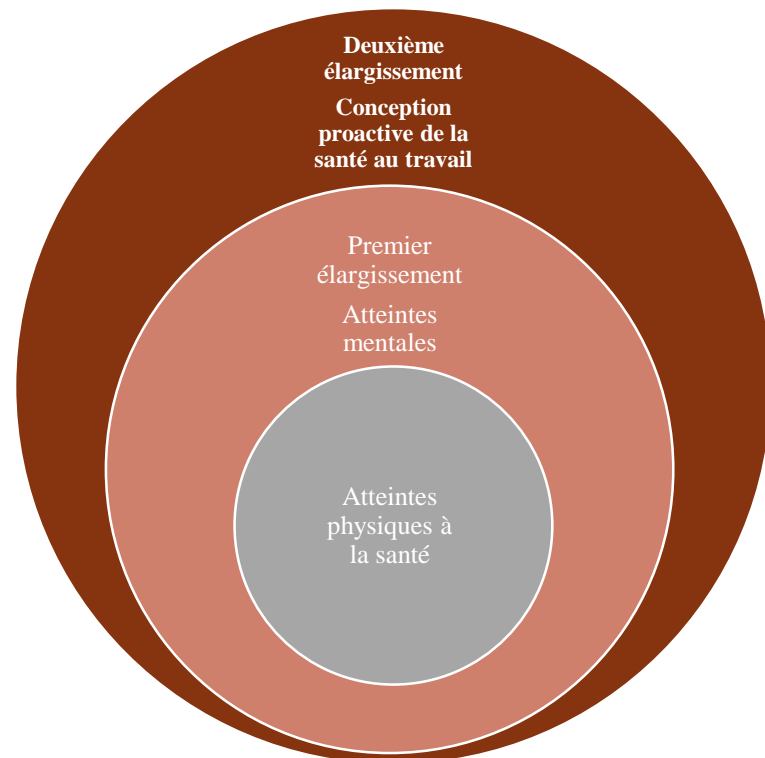 Deuxième
élargissement
Conception
proactive de la
santé au travail
Premier
élargissement
Atteintes
mentales
Atteintes
physiques à
la santé